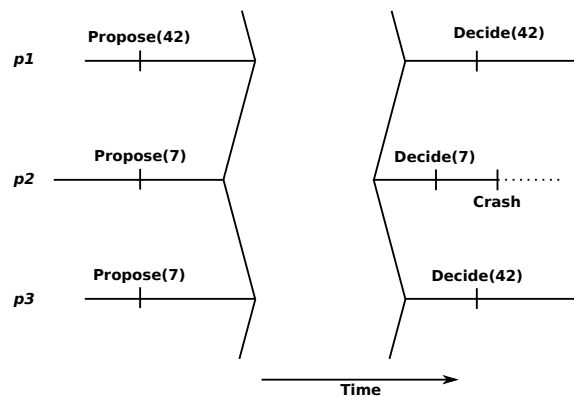 Propose(42)
Decide(42)
p1
Propose(7)
Decide(7)
p2
Crash
Propose(7)
Decide(42)
p3
Time